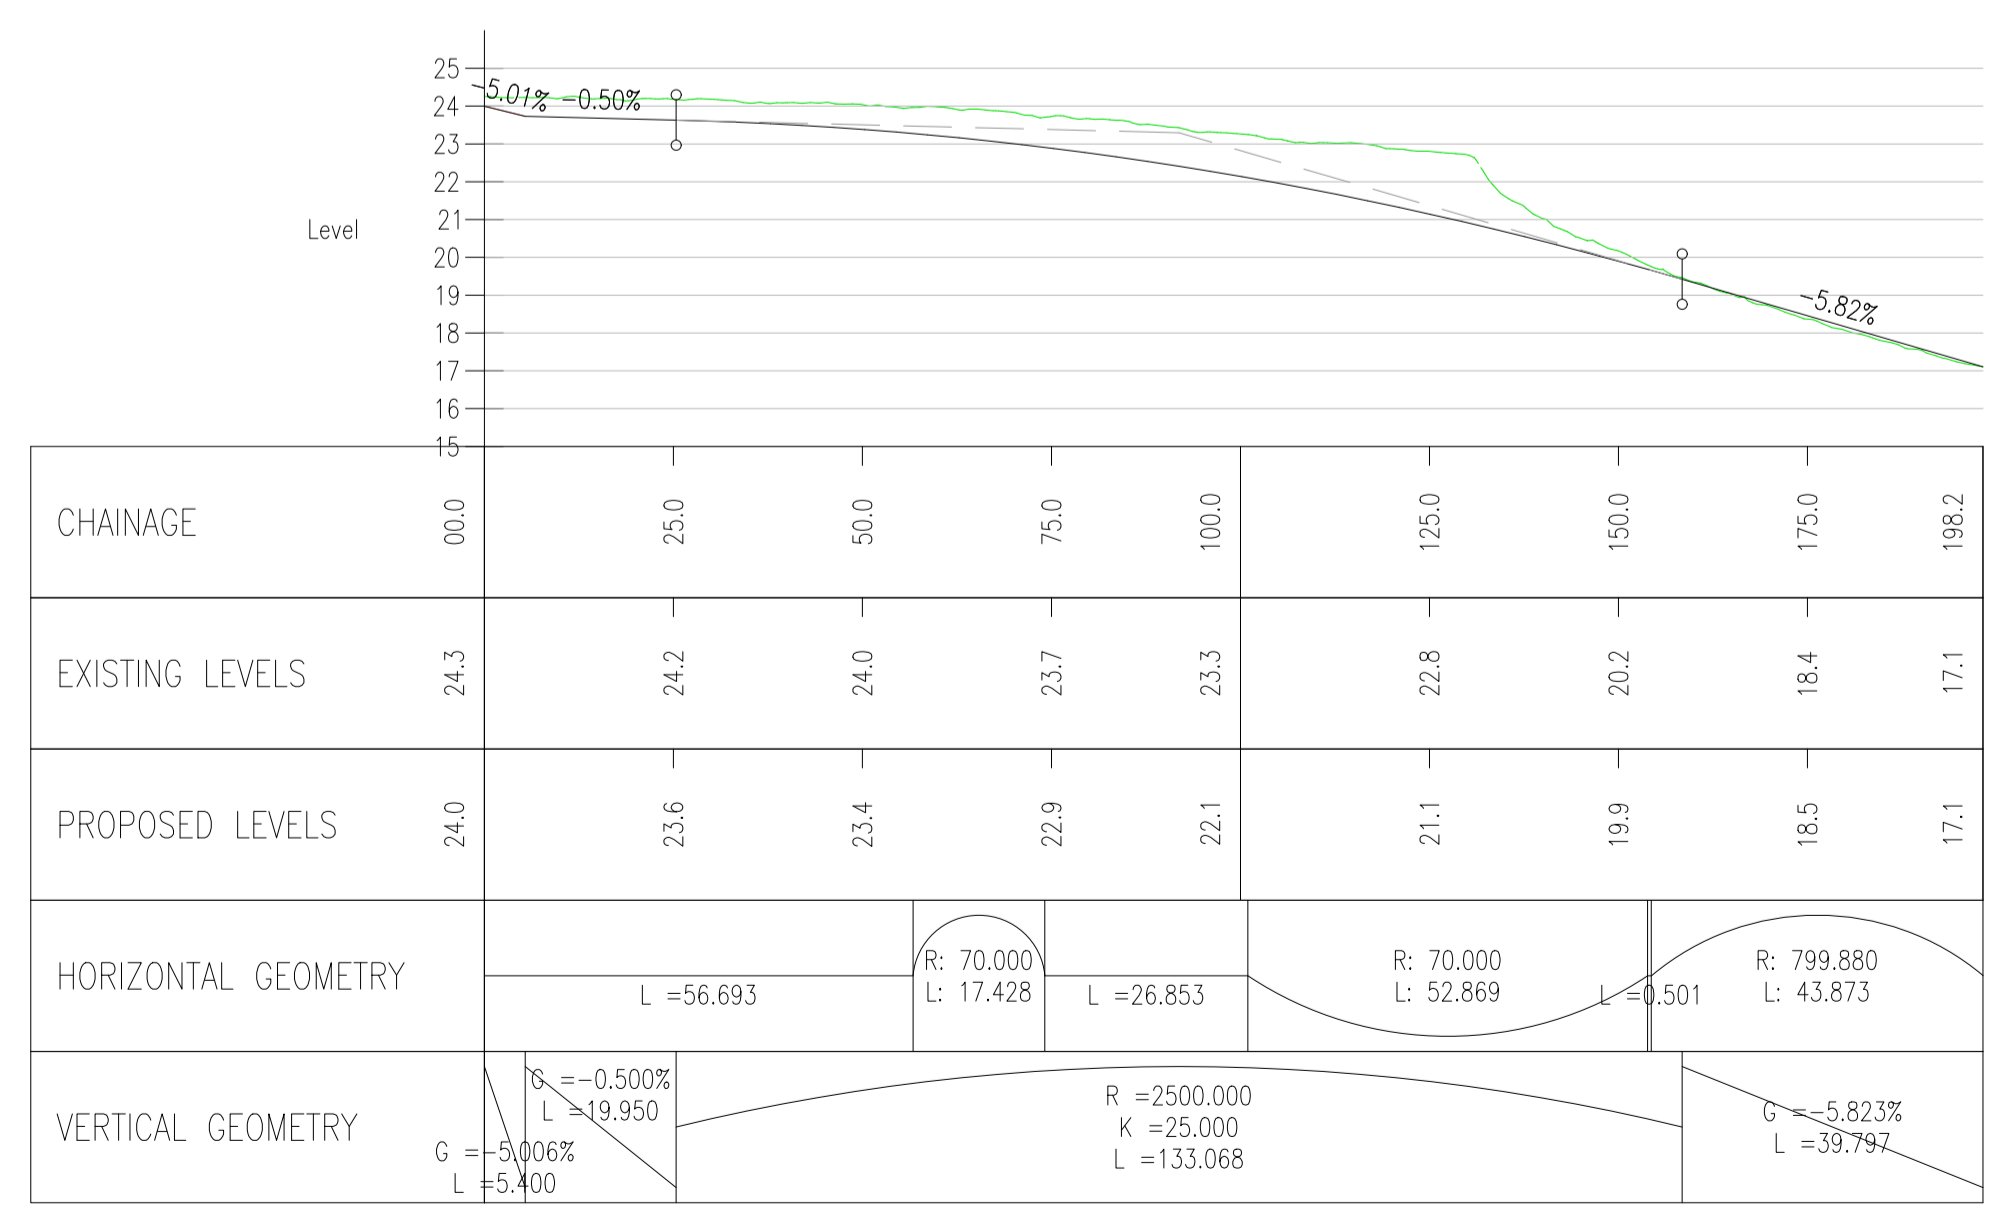 25
-5.01% -0.50%
24
23
22
21
Level
20
19
-5.82%
18
17
16
15
CHAINAGE 00.0 25.0 50.0 75.0 100.0 125.0 150.0 175.0 198.2
EXISTING LEVELS 24.3 24.2 24.0 23.7 23.3 22.8 20.2 18.4 17.1
PROPOSED LEVELS 24.0 23.6 23.4 22.9 22.1 21.1 19.9 18.5 17.1
HORIZONTAL GEOMETRY
L =56.693
R: 70.000
L: 17.428
L =26.853
R: 70.000
L: 52.869
L =0.501
R: 799.880
L: 43.873
VERTICAL GEOMETRY
G =-5.006%
L =5.400
G =-0.500%
L =19.950
R =2500.000
K =25.000
L =133.068
G =-5.823%
L =39.797